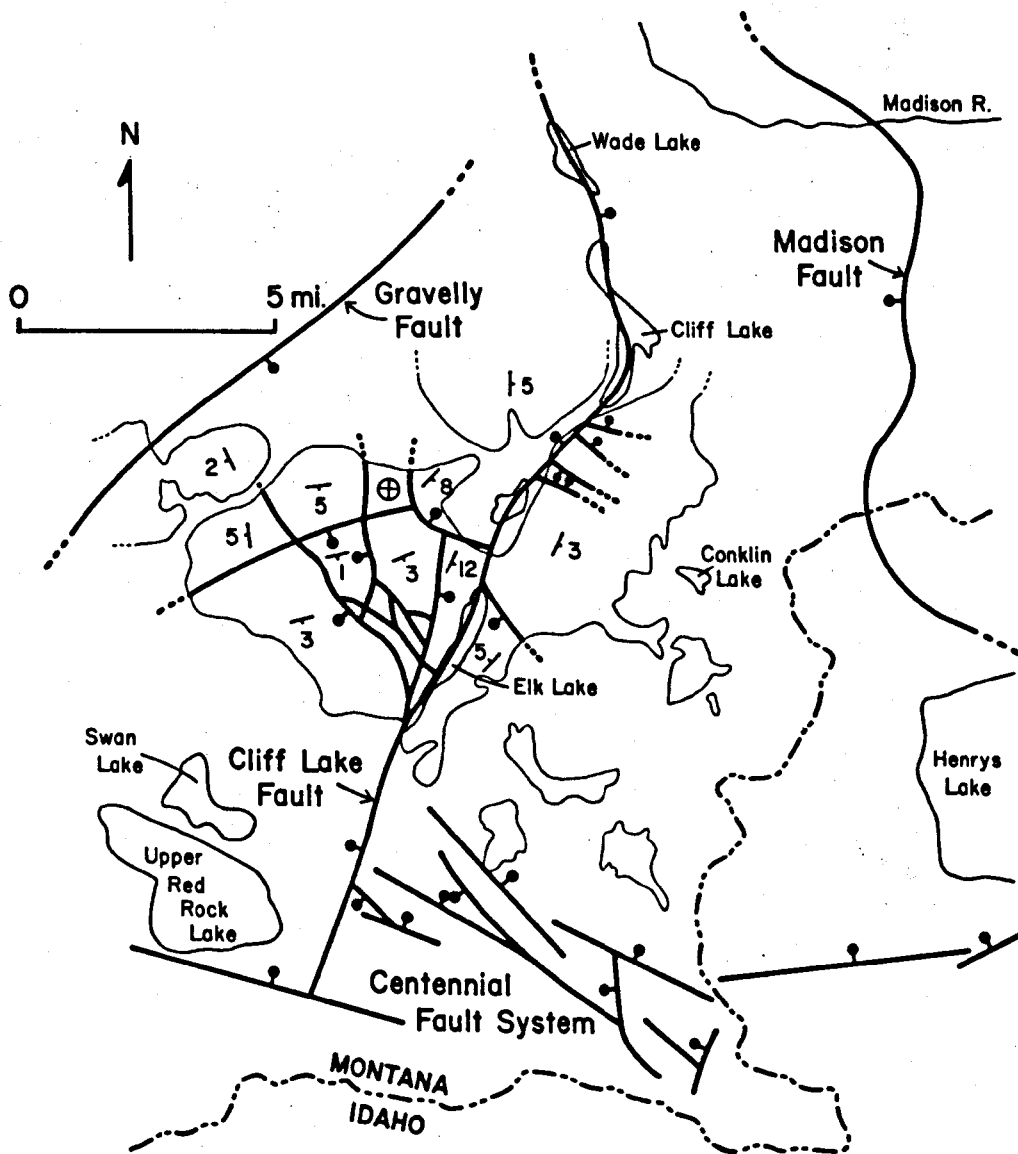 Madison R.
N
Wade Lake
Madison
Fault
0
5 mi.
Gravelly
Fault
Cliff Lake
5
2
8
5
5
1
3
12
3
Conklin
Lake
3
5
Elk Lake
Swan
Lake
Cliff Lake
Fault
Henrys
Lake
Upper
Red
Rock
Lake
Centennial
Fault System
MONTANA
IDAHO